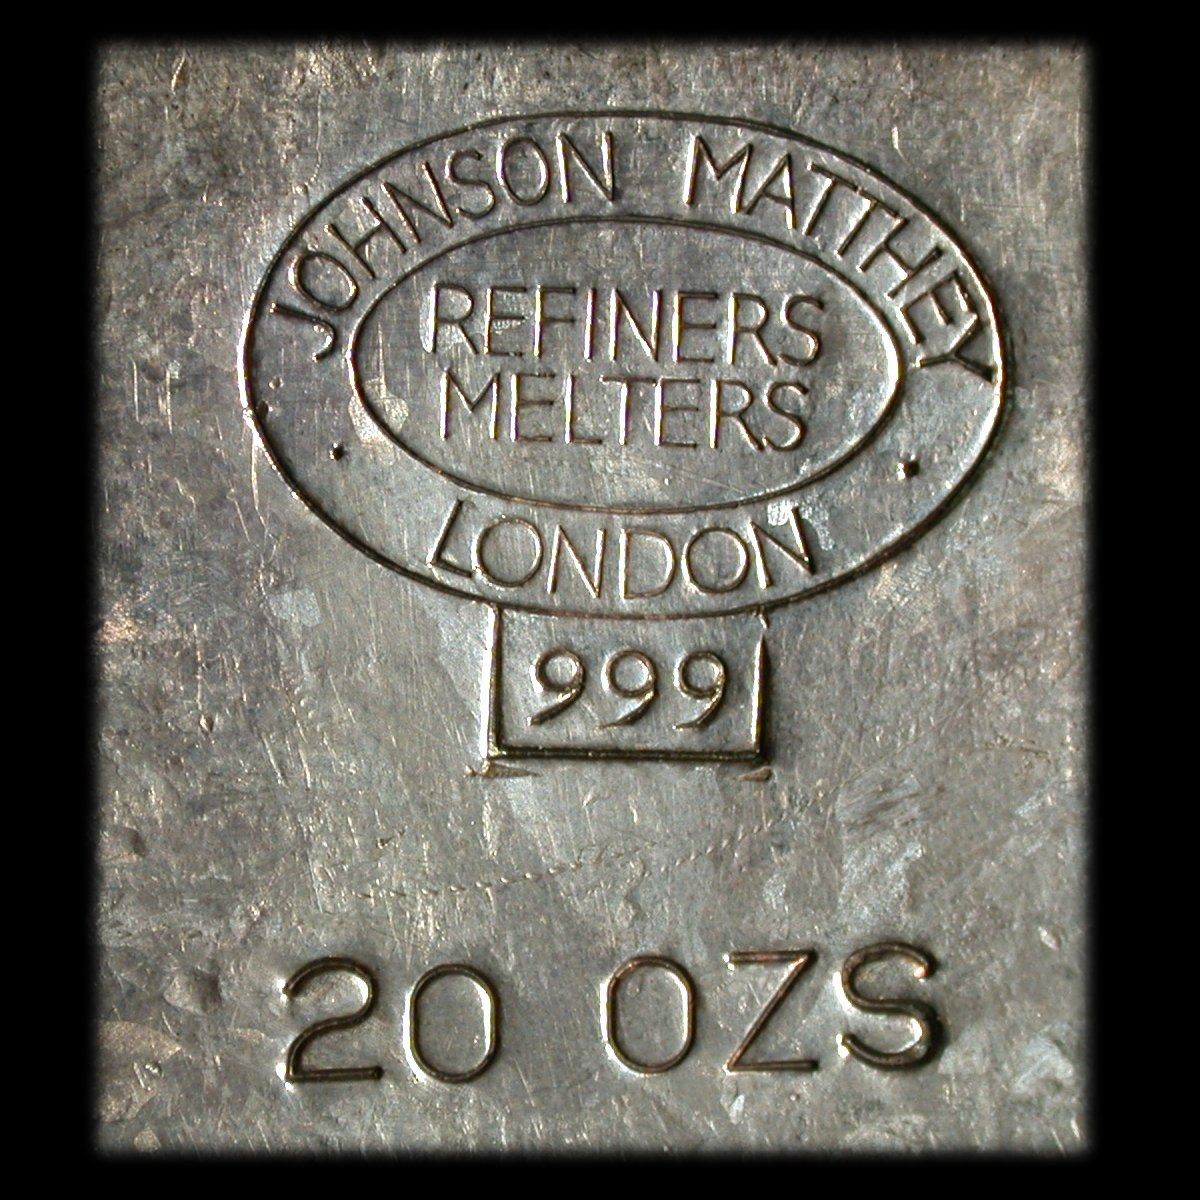 JOHNSON MATTHEY
REFINERS
MELTERS
LONDON
999
20 OZS